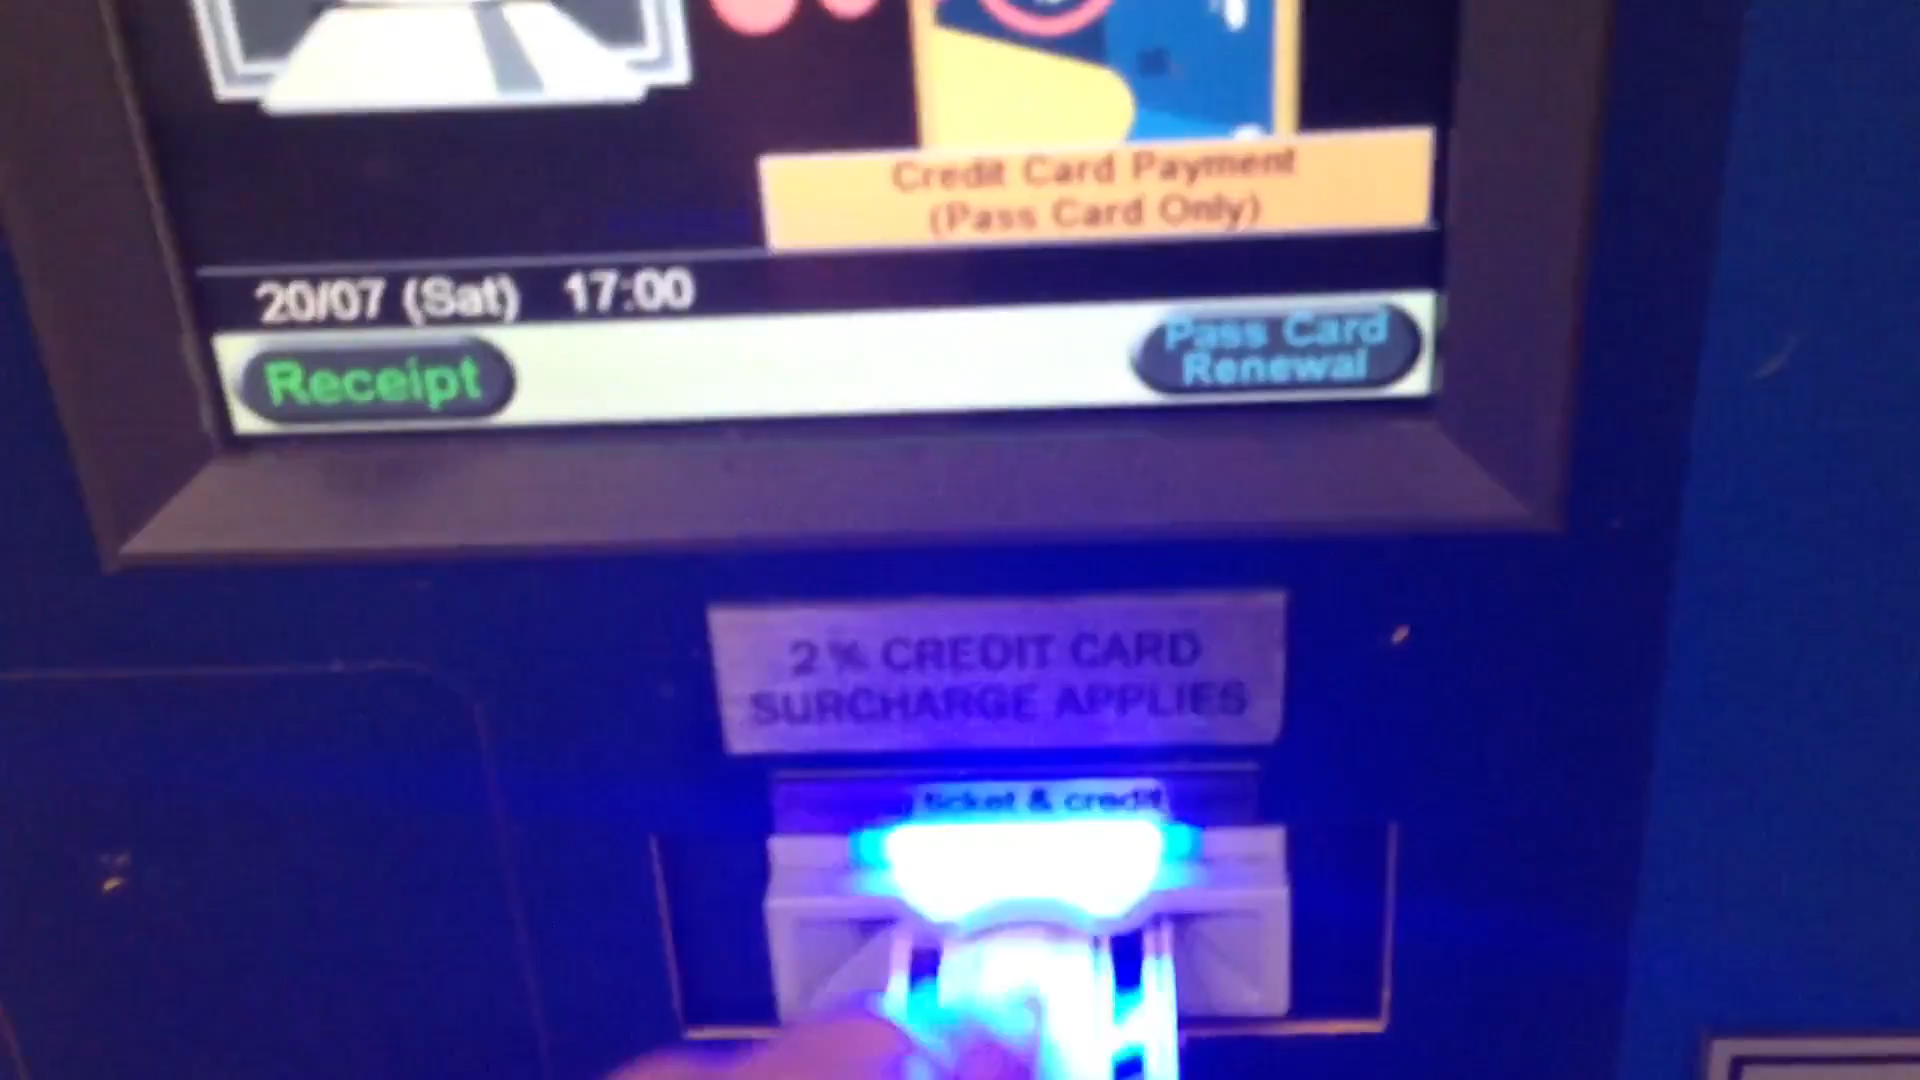 Credit Card Payment
(Pass Card Only)
20/07 (Sat) 17:00
Receipt
Pass Card
Renewal
2% CREDIT CARD
SURCHARGE APPLIES
ticket & credit